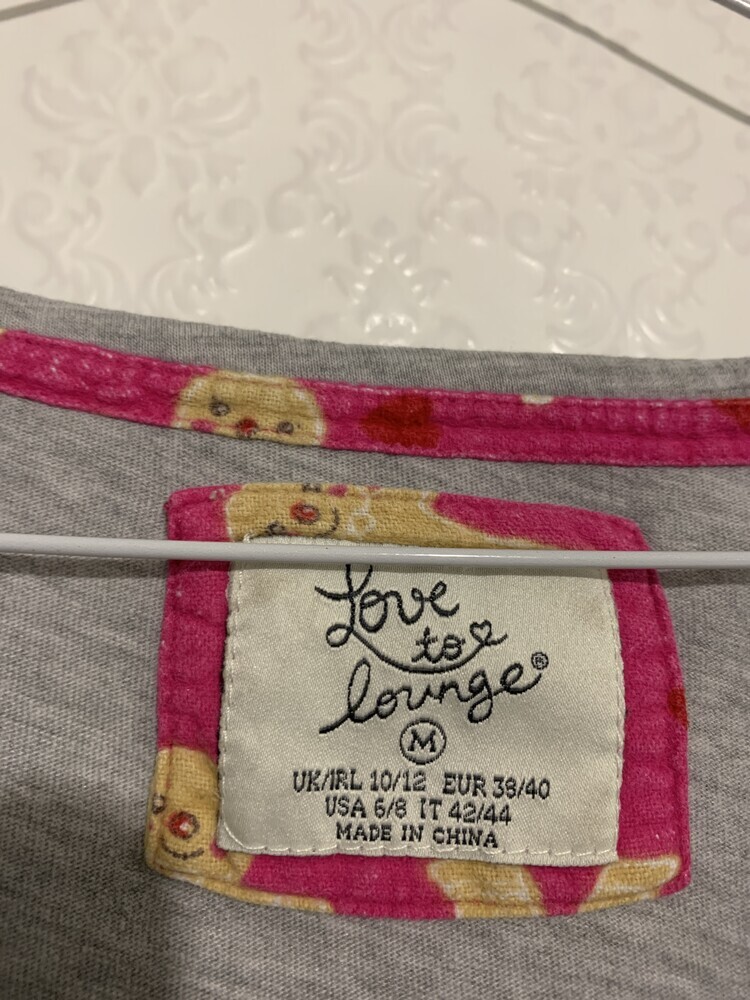 Love
to
lounge®
M
UK/IRL 10/12 EUR 38/40
USA 6/8 IT 42/44
MADE IN CHINA